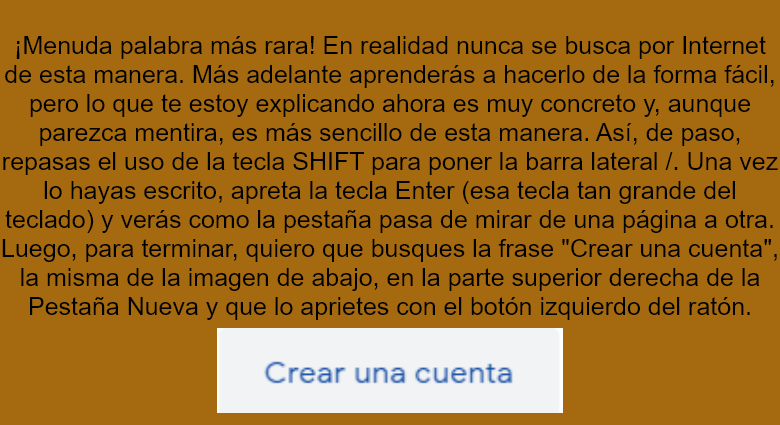 ¡Menuda palabra más rara! En realidad nunca se busca por Internet
de esta manera. Más adelante aprenderás a hacerlo de la forma fácil,
pero lo que te estoy explicando ahora es muy concreto y, aunque
parezca mentira, es más sencillo de esta manera. Así, de paso,
repasas el uso de la tecla SHIFT para poner la barra lateral /. Una vez
lo hayas escrito, apreta la tecla Enter (esa tecla tan grande del
teclado) y verás como la pestaña pasa de mirar de una página a otra.
Luego, para terminar, quiero que busques la frase "Crear una cuenta",
la misma de la imagen de abajo, en la parte superior derecha de la
Pestaña Nueva y que lo aprietes con el botón izquierdo del ratón.
Crear una cuenta